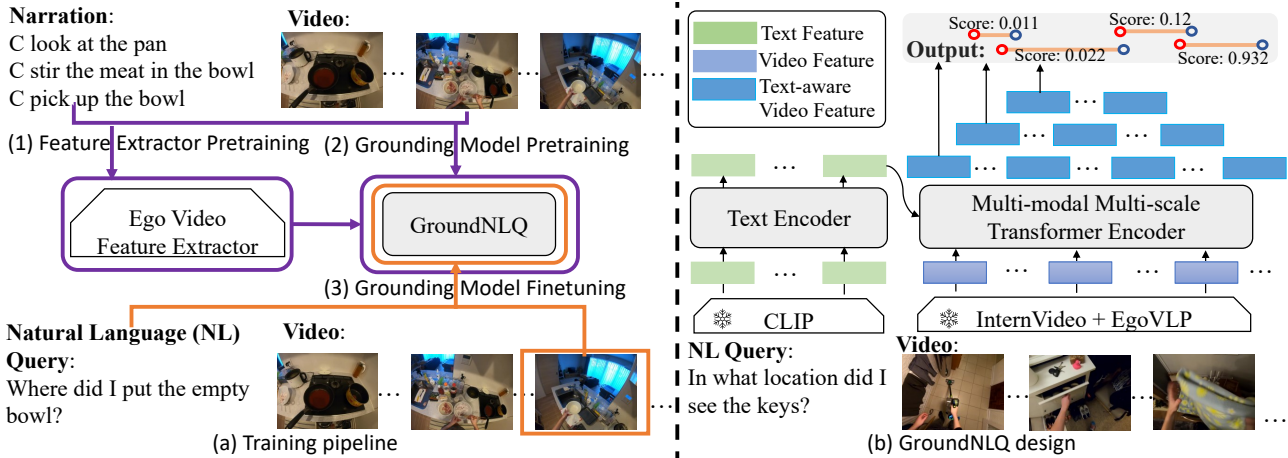 Narration:
C look at the pan
C stir the meat in the bowl
C pick up the bowl
Video:
...
...
(1) Feature Extractor Pretraining
(2) Grounding Model Pretraining
Ego Video
Feature Extractor
GroundNLQ
(3) Grounding Model Finetuning
Natural Language (NL)
Query:
Where did I put the empty
bowl?
Video:
...
...
...
(a) Training pipeline
Text Feature
Video Feature
Text-aware
Video Feature
Output:
Score: 0.011
Score: 0.12
Score: 0.022
Score: 0.932
...
...
...
...
...
Text Encoder
Multi-modal Multi-scale
Transformer Encoder
...
...
...
...
CLIP
InternVideo + EgoVLP
NL Query:
In what location did I
see the keys?
Video:
...
(b) GroundNLQ design